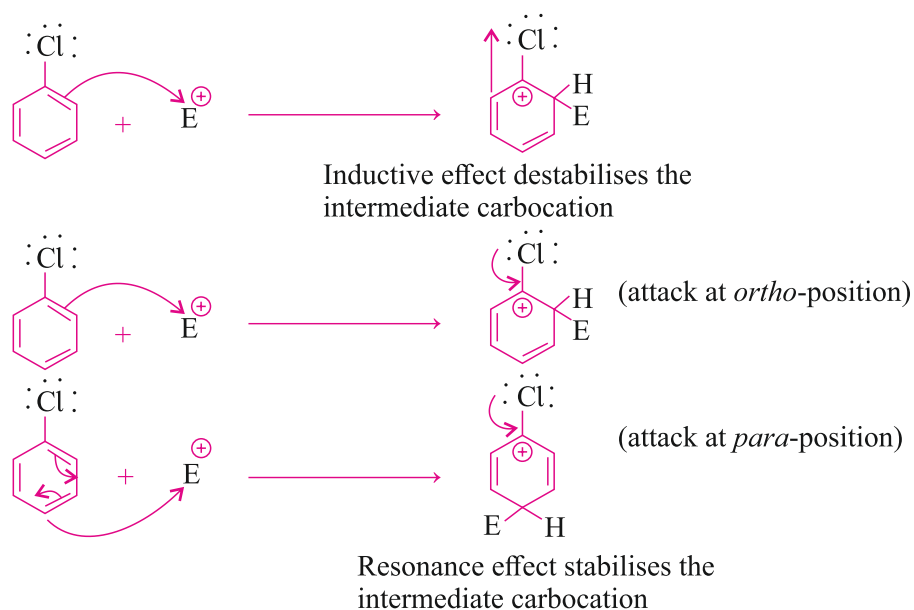 Cl
E
+
Cl
H
E
+
Inductive effect destabilises the
intermediate carbocation
Cl
E
+
Cl
H
E
+
(attack at ortho-position)
Cl
E
+
Cl
+
(attack at para-position)
E
H
Resonance effect stabilises the
intermediate carbocation